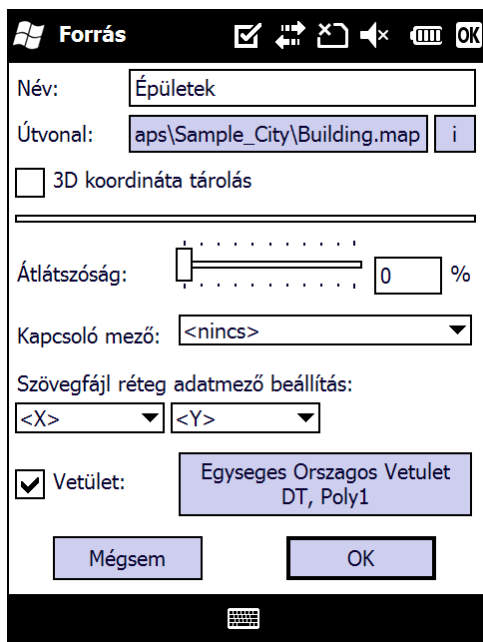 Forrás OK
Név: Épületek
Útvonal: aps\Sample_City\Building.map i
3D koordináta tárolás
Átlátszóság: 0 %
Kapcsoló mező: <nincs>
Szövegfájl réteg adatmező beállítás:
<X> <Y>
Vetület: Egyseges Orszagos Vetulet
DT, Poly1
Mégsem OK